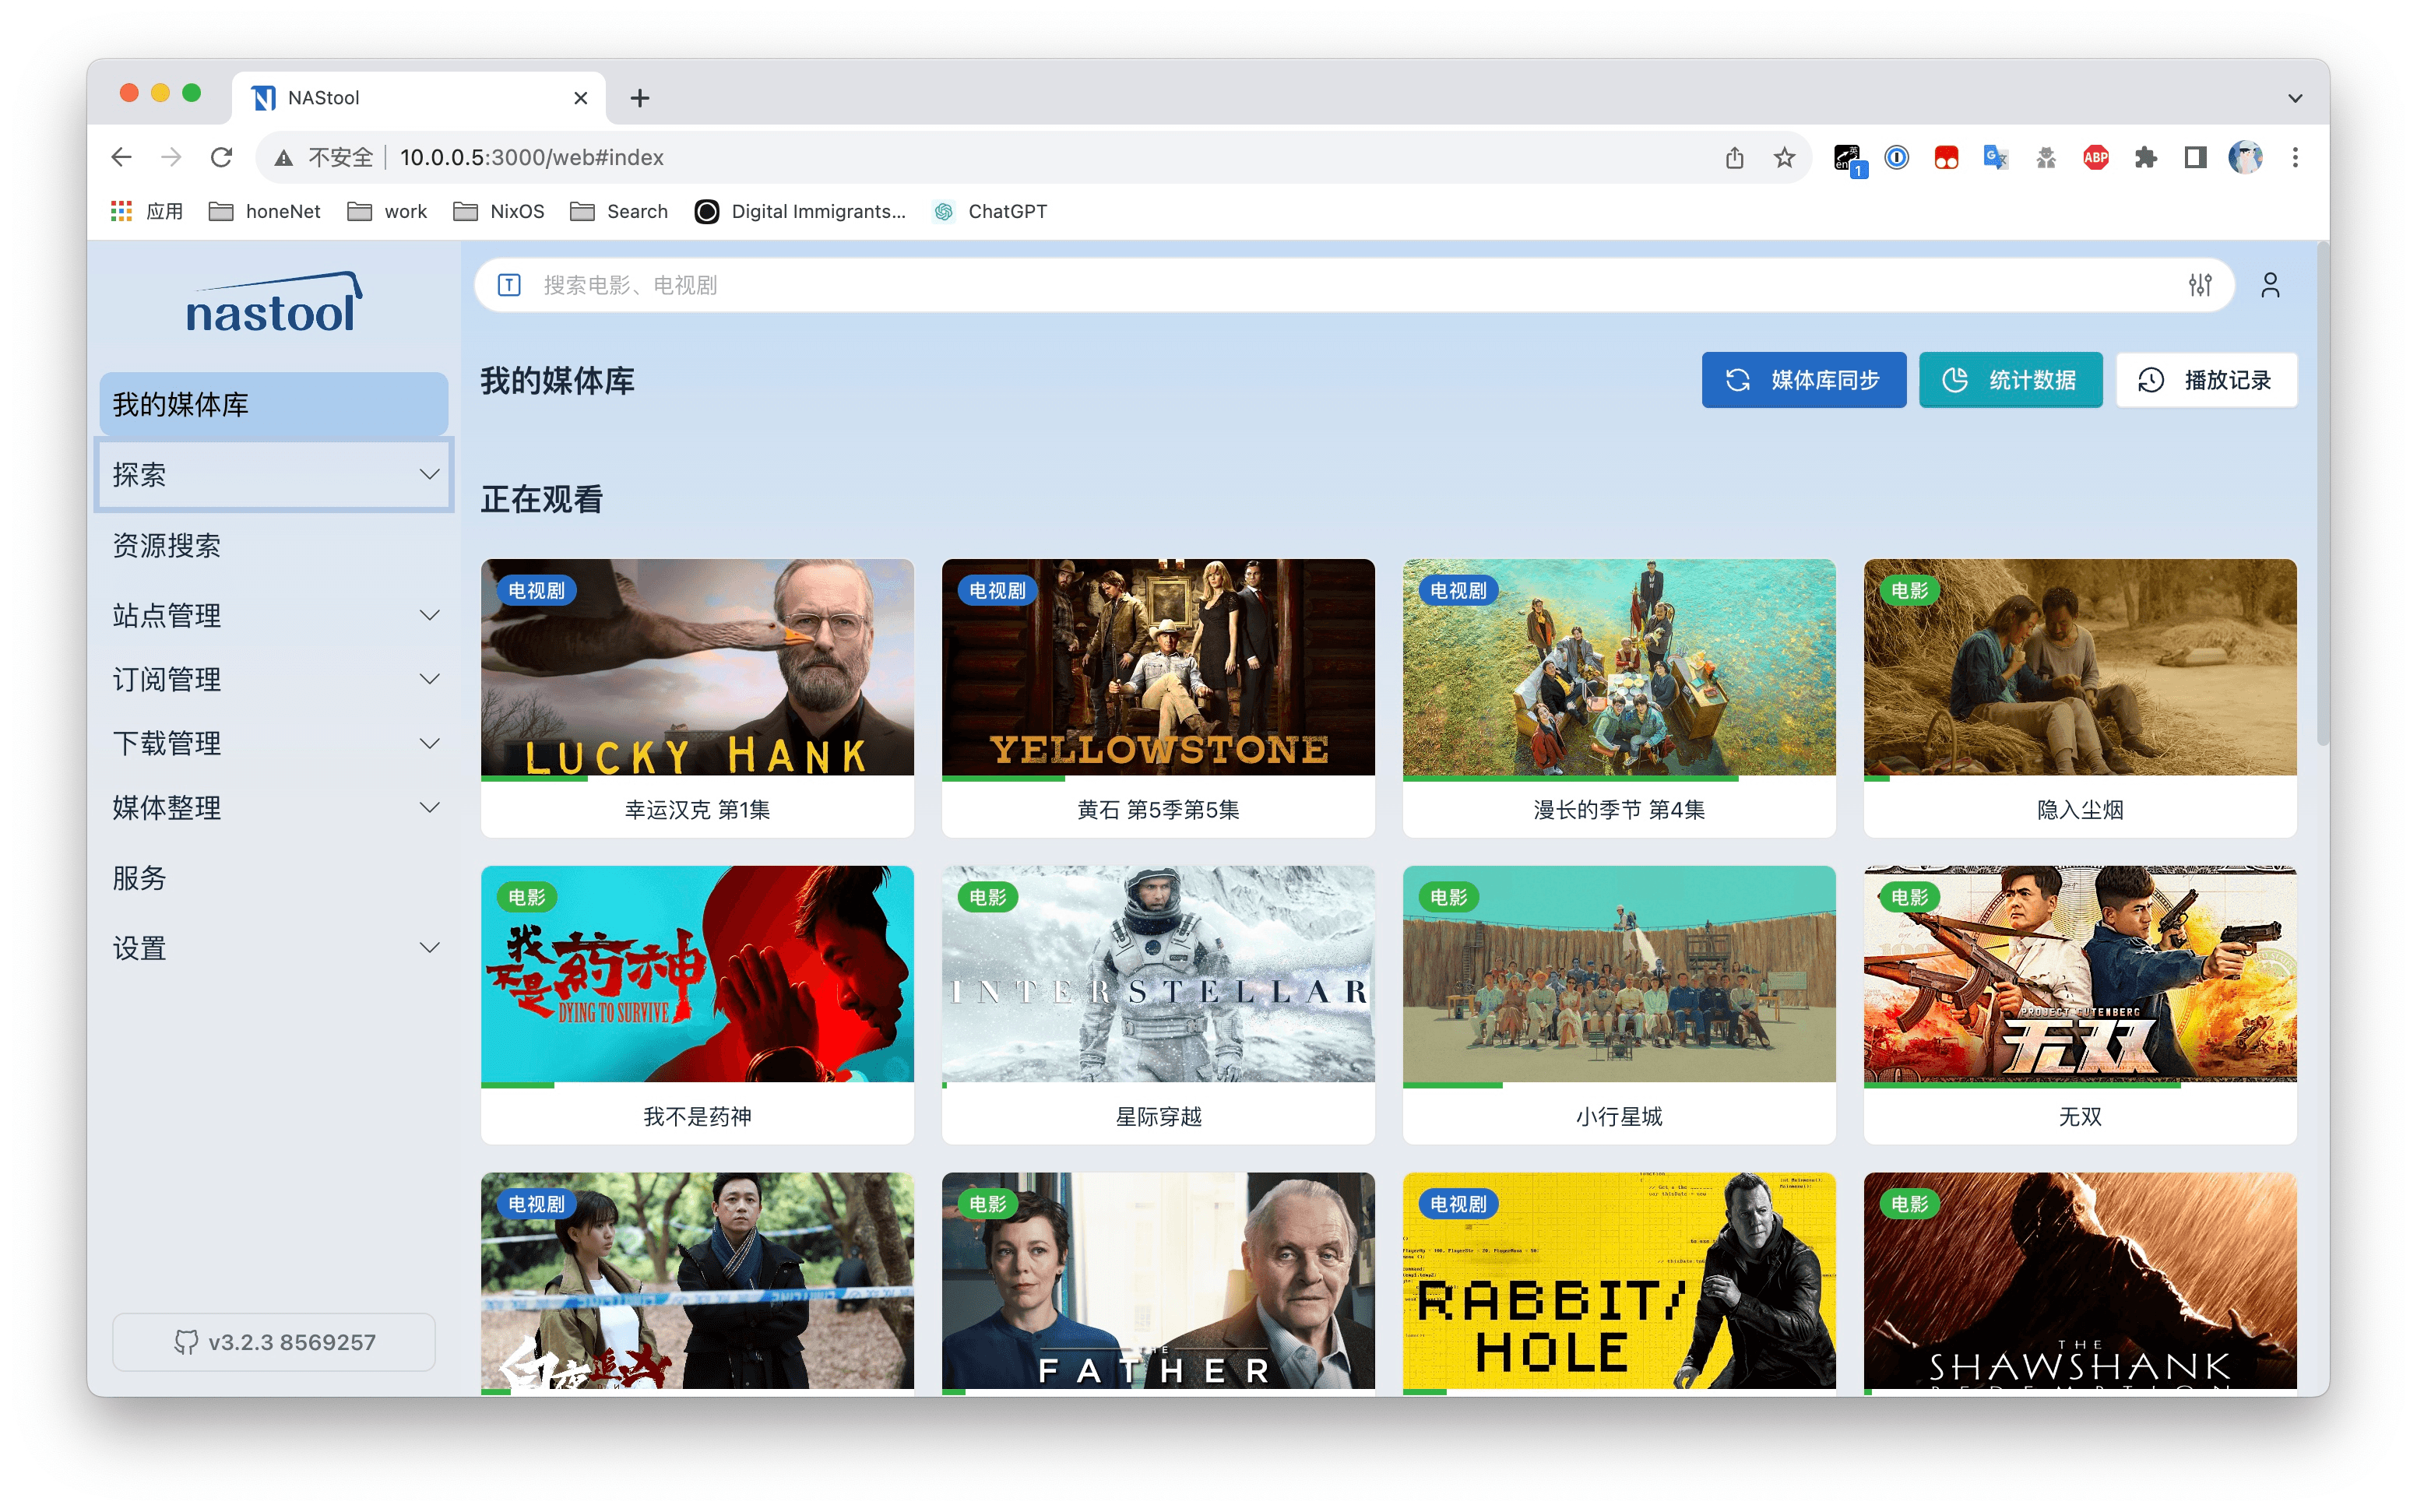 NAStool
不安全 10.0.0.5:3000/web#index
en 英 1 ABP
应用 honeNet work NixOS Search Digital Immigrants... ChatGPT
nastool
T 搜索电影、电视剧
我的媒体库
探索
资源搜索
站点管理
订阅管理
下载管理
媒体整理
服务
设置
v3.2.3 8569257
我的媒体库
媒体库同步
统计数据
播放记录
正在观看
电视剧
LUCKY HANK
幸运汉克 第1集
电视剧
YELLOWSTONE
黄石 第5季第5集
电视剧
漫长的季节 第4集
电影
隐入尘烟
电影
我不是药神
DYING TO SURVIVE
我不是药神
电影
INTERSTELLAR
星际穿越
电影
小行星城
电影
PROJECT GUTENBERG
无双
无双
电视剧
白夜追凶
电影
THE
FATHER
电视剧
RABBIT/
HOLE
电影
THE
SHAWSHANK
REDEMPTION